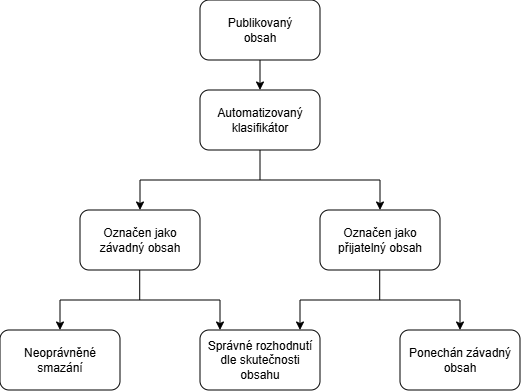 Publikovaný
obsah
Automatizovaný
klasifikátor
Označen jako
závadný obsah
Označen jako
přijatelný obsah
Neoprávněné
smazání
Správné rozhodnutí
dle skutečnosti
obsahu
Ponechán závadný
obsah